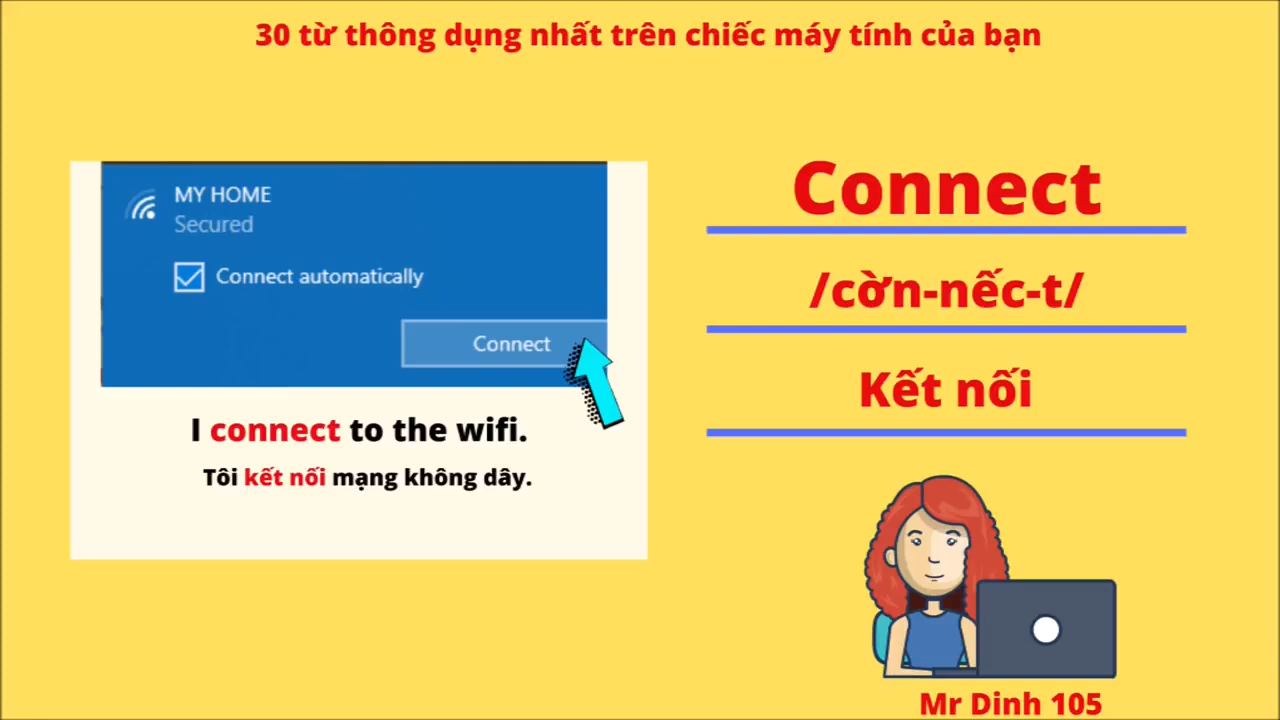 30 từ thông dụng nhất trên chiếc máy tính của bạn
MY HOME
Secured
Connect automatically
Connect
I connect to the wifi.
Tôi kết nối mạng không dây.
Connect
/cờn-nếc-t/
Kết nối
Mr Dinh 105